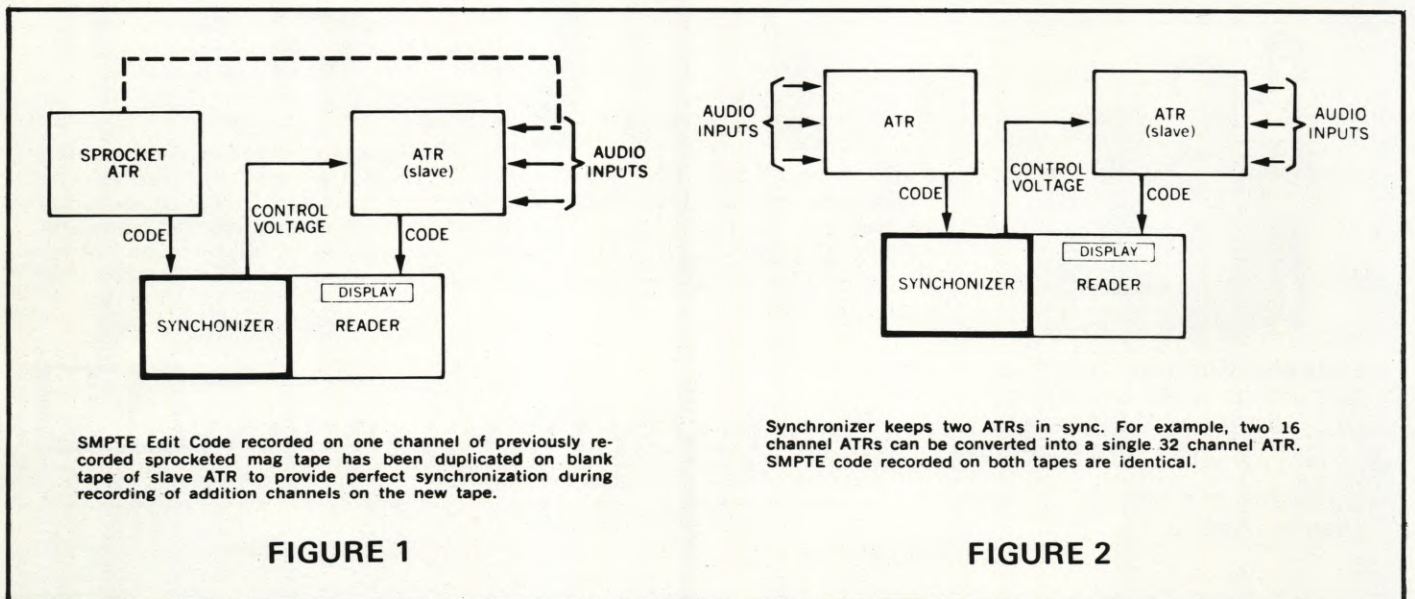 SPROCKET
ATR
ATR
(slave)
AUDIO
INPUTS
CODE
CONTROL
VOLTAGE
CODE
SYNCHONIZER
DISPLAY
READER
SMPTE Edit Code recorded on one channel of previously re-
corded sprocketed mag tape has been duplicated on blank
tape of slave ATR to provide perfect synchronization during
recording of addition channels on the new tape.
FIGURE 1
AUDIO
INPUTS
ATR
ATR
(slave)
AUDIO
INPUTS
CODE
CONTROL
VOLTAGE
CODE
SYNCHONIZER
DISPLAY
READER
Synchronizer keeps two ATRs in sync. For example, two 16
channel ATRs can be converted into a single 32 channel ATR.
SMPTE code recorded on both tapes are identical.
FIGURE 2